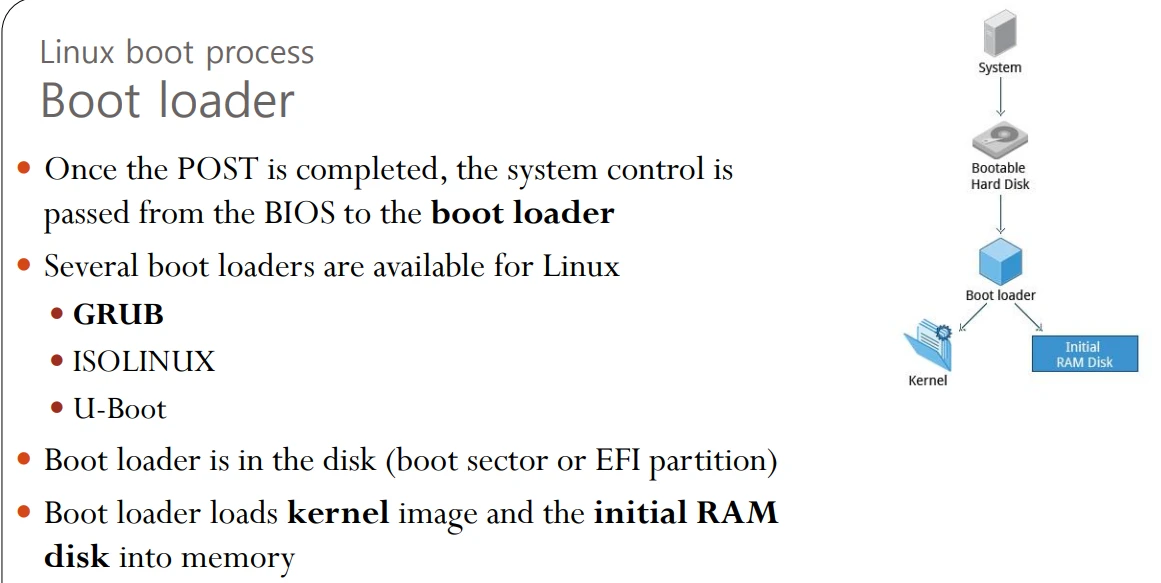 Linux boot process
Boot loader
Once the POST is completed, the system control is
passed from the BIOS to the boot loader
Several boot loaders are available for Linux
GRUB
ISOLINUX
U-Boot
Boot loader is in the disk (boot sector or EFI partition)
Boot loader loads kernel image and the initial RAM
disk into memory
System
Bootable
Hard Disk
Boot loader
Kernel
Initial
RAM Disk